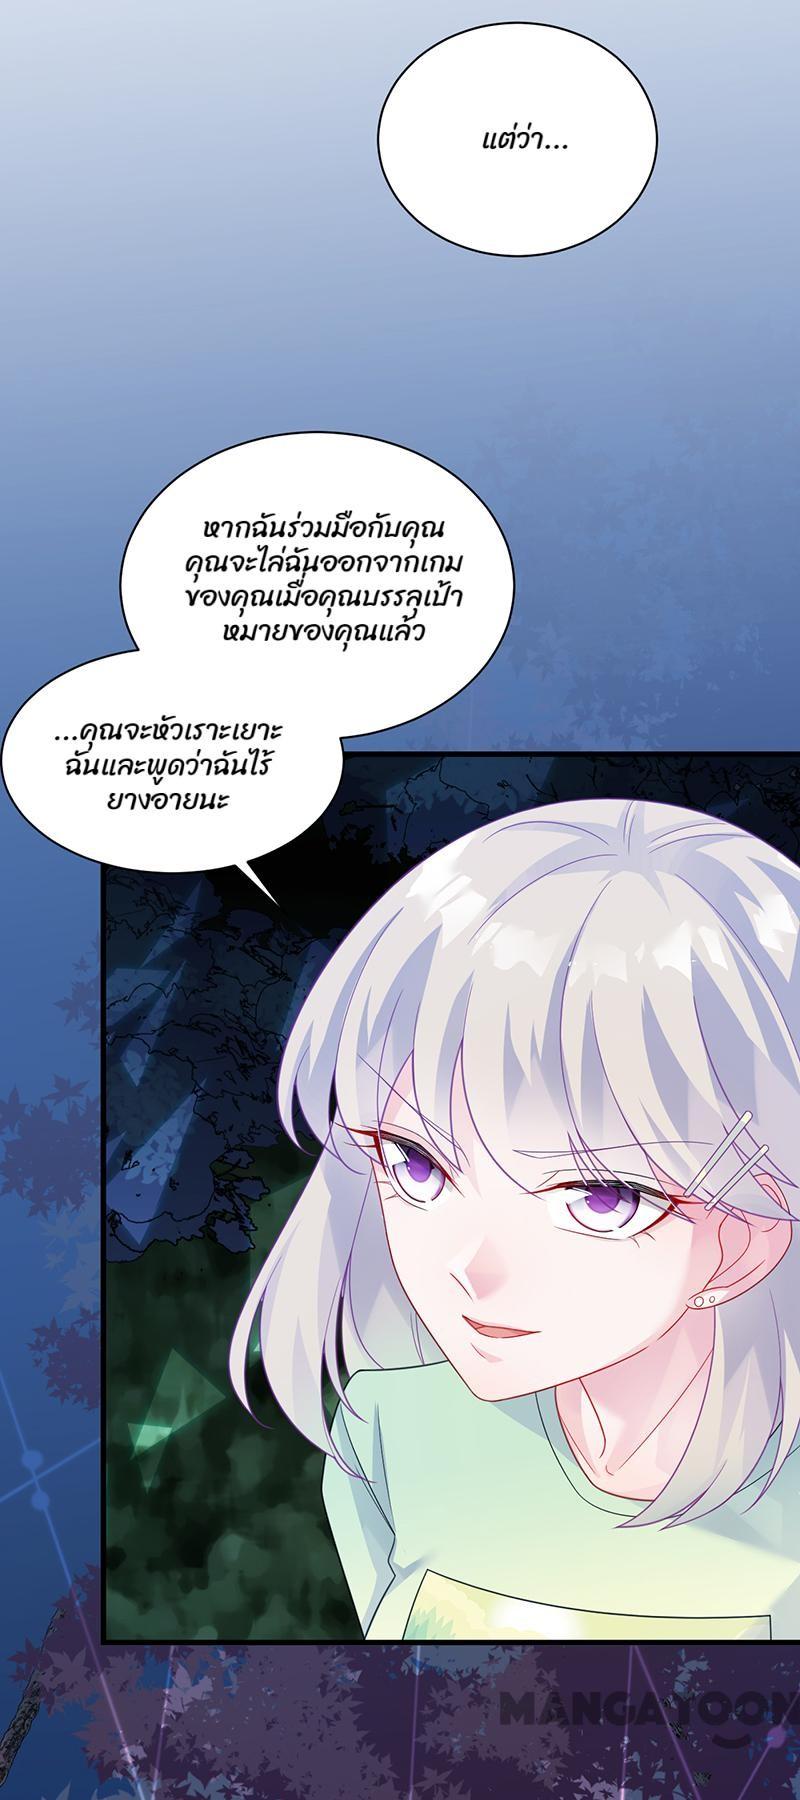 แต่ว่า...
หากฉันร่วมมือกับคุณ
คุณจะไล่ฉันออกจากเกม
ของคุณเมื่อคุณบรรลุเป้า
หมายของคุณแล้ว
...คุณจะหัวเราะเยาะ
ฉันและพูดว่าฉันไร้
ยางอายนะ
MANGATOON